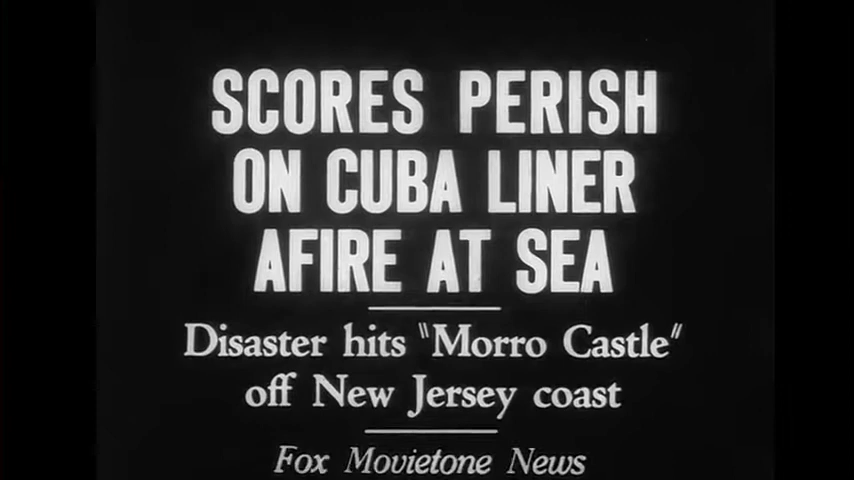 SCORES PERISH
ON CUBA LINER
AFIRE AT SEA
Disaster hits "Morro Castle"
off New Jersey coast
Fox Movietone News